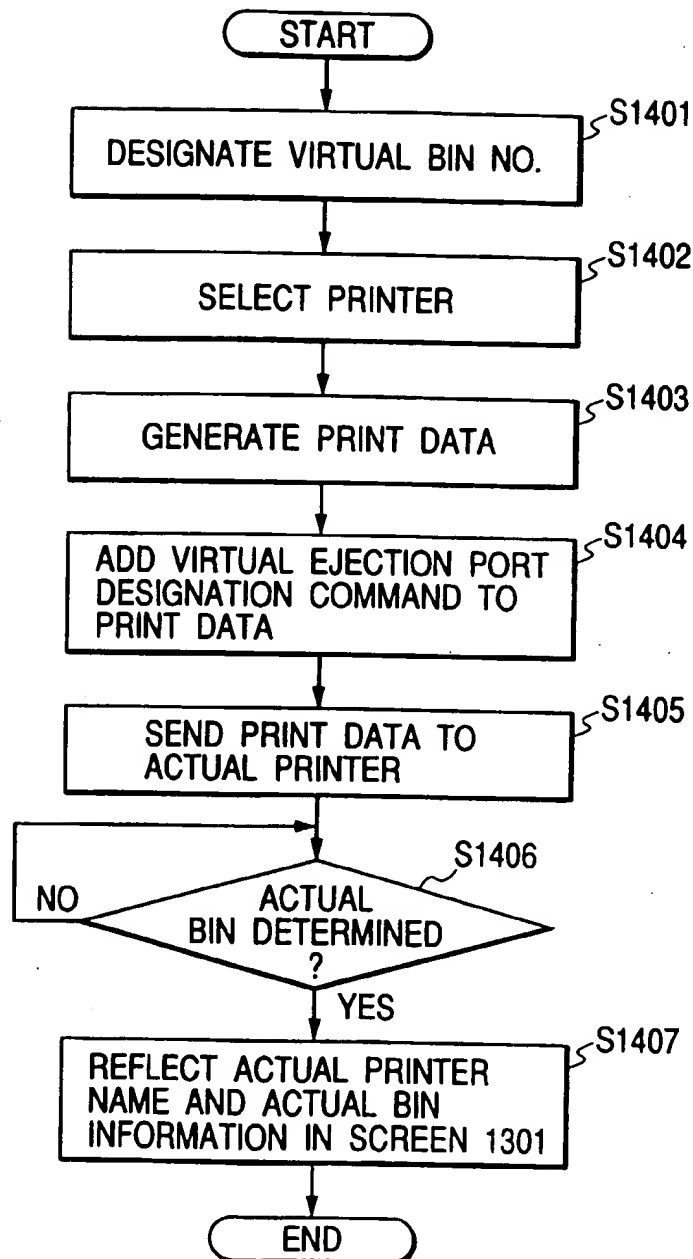 START
S1401
DESIGNATE VIRTUAL BIN NO.
S1402
SELECT PRINTER
S1403
GENERATE PRINT DATA
S1404
ADD VIRTUAL EJECTION PORT
DESIGNATION COMMAND TO
PRINT DATA
S1405
SEND PRINT DATA TO
ACTUAL PRINTER
S1406
NO
ACTUAL
BIN DETERMINED
?
YES
S1407
REFLECT ACTUAL PRINTER
NAME AND ACTUAL BIN
INFORMATION IN SCREEN 1301
END